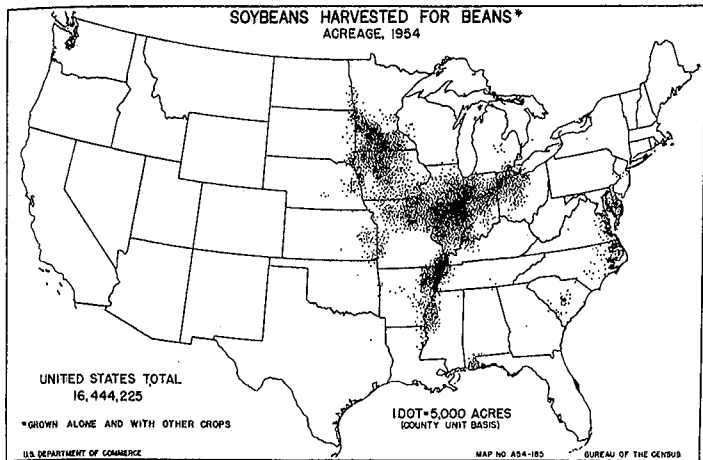 SOYBEANS HARVESTED FOR BEANS*
ACREAGE, 1954
UNITED STATES TOTAL
16,444,225
*GROWN ALONE AND WITH OTHER CROPS
1 DOT=5,000 ACRES
(COUNTY UNIT BASIS)
U.S. DEPARTMENT OF COMMERCE
MAP NO. A54-185
BUREAU OF THE CENSUS